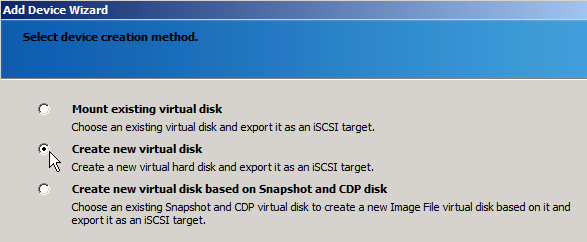 Add Device Wizard
Select device creation method.
Mount existing virtual disk
Choose an existing virtual disk and export it as an iSCSI target.
Create new virtual disk
Create a new virtual hard disk and export it as an iSCSI target.
Create new virtual disk based on Snapshot and CDP disk
Choose an existing Snapshot and CDP virtual disk to create a new Image File virtual disk based on it and
export it as an iSCSI target.